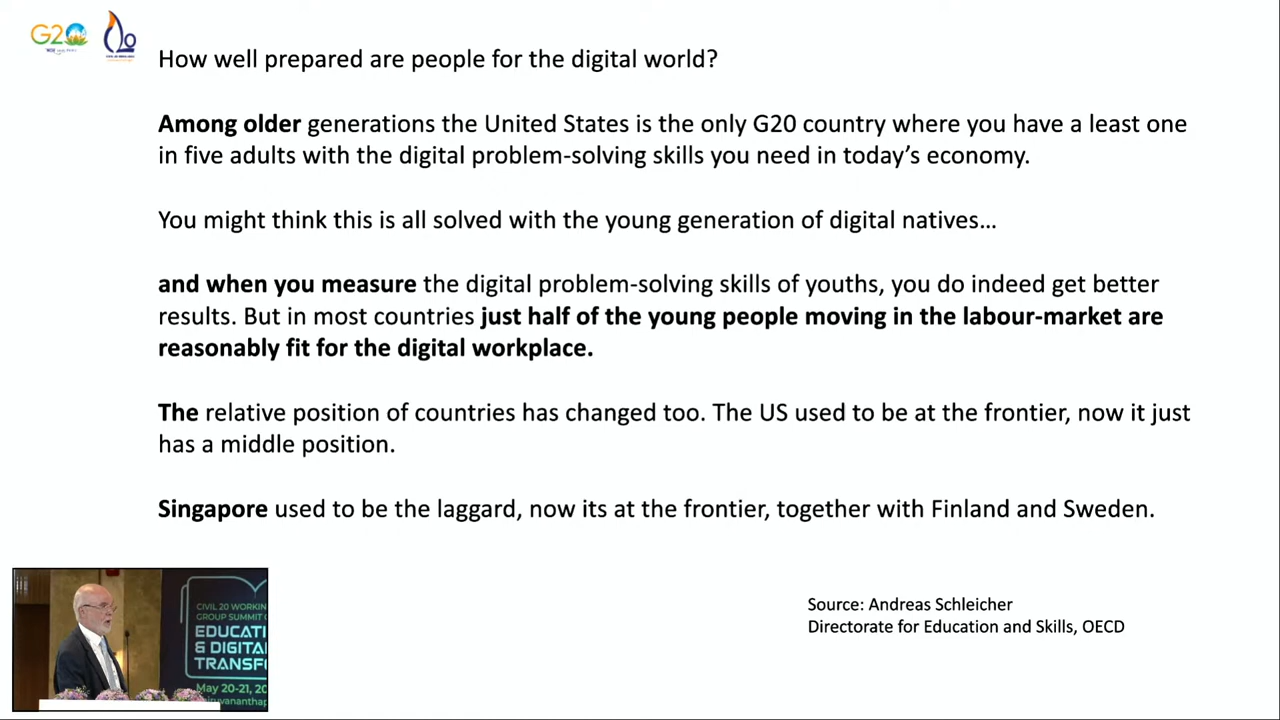 G20
How well prepared are people for the digital world?
Among older generations the United States is the only G20 country where you have a least one
in five adults with the digital problem-solving skills you need in today's economy.
You might think this is all solved with the young generation of digital natives...
and when you measure the digital problem-solving skills of youths, you do indeed get better
results. But in most countries just half of the young people moving in the labour-market are
reasonably fit for the digital workplace.
The relative position of countries has changed too. The US used to be at the frontier, now it just
has a middle position.
Singapore used to be the laggard, now its at the frontier, together with Finland and Sweden.
Source: Andreas Schleicher
Directorate for Education and Skills, OECD
CIVIL 20 WORKIN
GROUP SUMMIT
EDUCATI
& DIGITA
TRANSF
May 20-21, 20